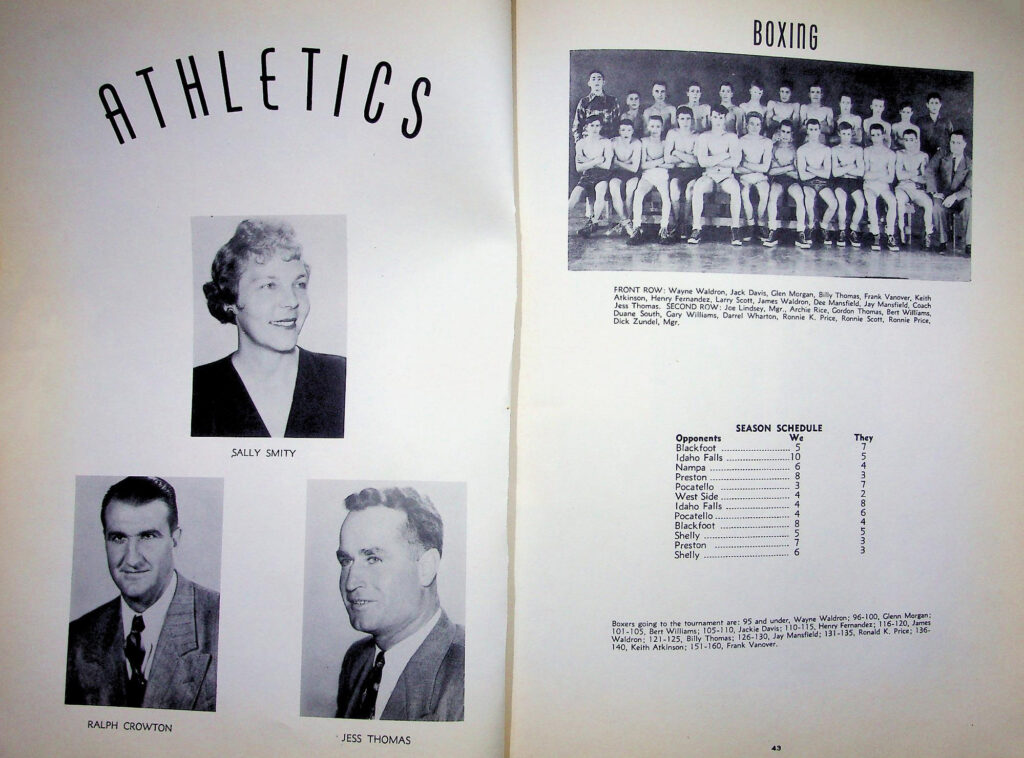 ATHLETICS
SALLY SMITY
RALPH CROWTON
JESS THOMAS
BOXING
FRONT ROW: Wayne Waldron, Jack Davis, Glen Morgan, Billy Thomas, Frank Vanover, Keith
Atkinson, Henry Fernandez, Larry Scott, James Waldron, Dee Mansfield, Jay Mansfield, Coach
Jess Thomas. SECOND ROW: Joe Lindsey, Mgr., Archie Rice, Gordon Thomas, Bert Williams,
Duane South, Gary Williams, Darrel Wharton, Ronnie K. Price, Ronnie Scott, Ronnie Price,
Dick Zundel, Mgr.
SEASON SCHEDULE
Opponents We They
Blackfoot 5 7
Idaho Falls 10 5
Nampa 6 4
Preston 8 3
Pocatello 3 7
West Side 4 2
Idaho Falls 4 8
Pocatello 4 6
Blackfoot 8 4
Shelly 5 5
Preston 7 3
Shelly 6 3
Boxers going to the tournament are: 95 and under, Wayne Waldron; 96-100, Glenn Morgan;
101-105, Bert Williams; 105-110, Jackie Davis; 110-115, Henry Fernandez; 116-120, James
Waldron; 121-125, Billy Thomas; 126-130, Jay Mansfield; 131-135, Ronald K. Price; 136-
140, Keith Atkinson; 151-160, Frank Vanover.
43